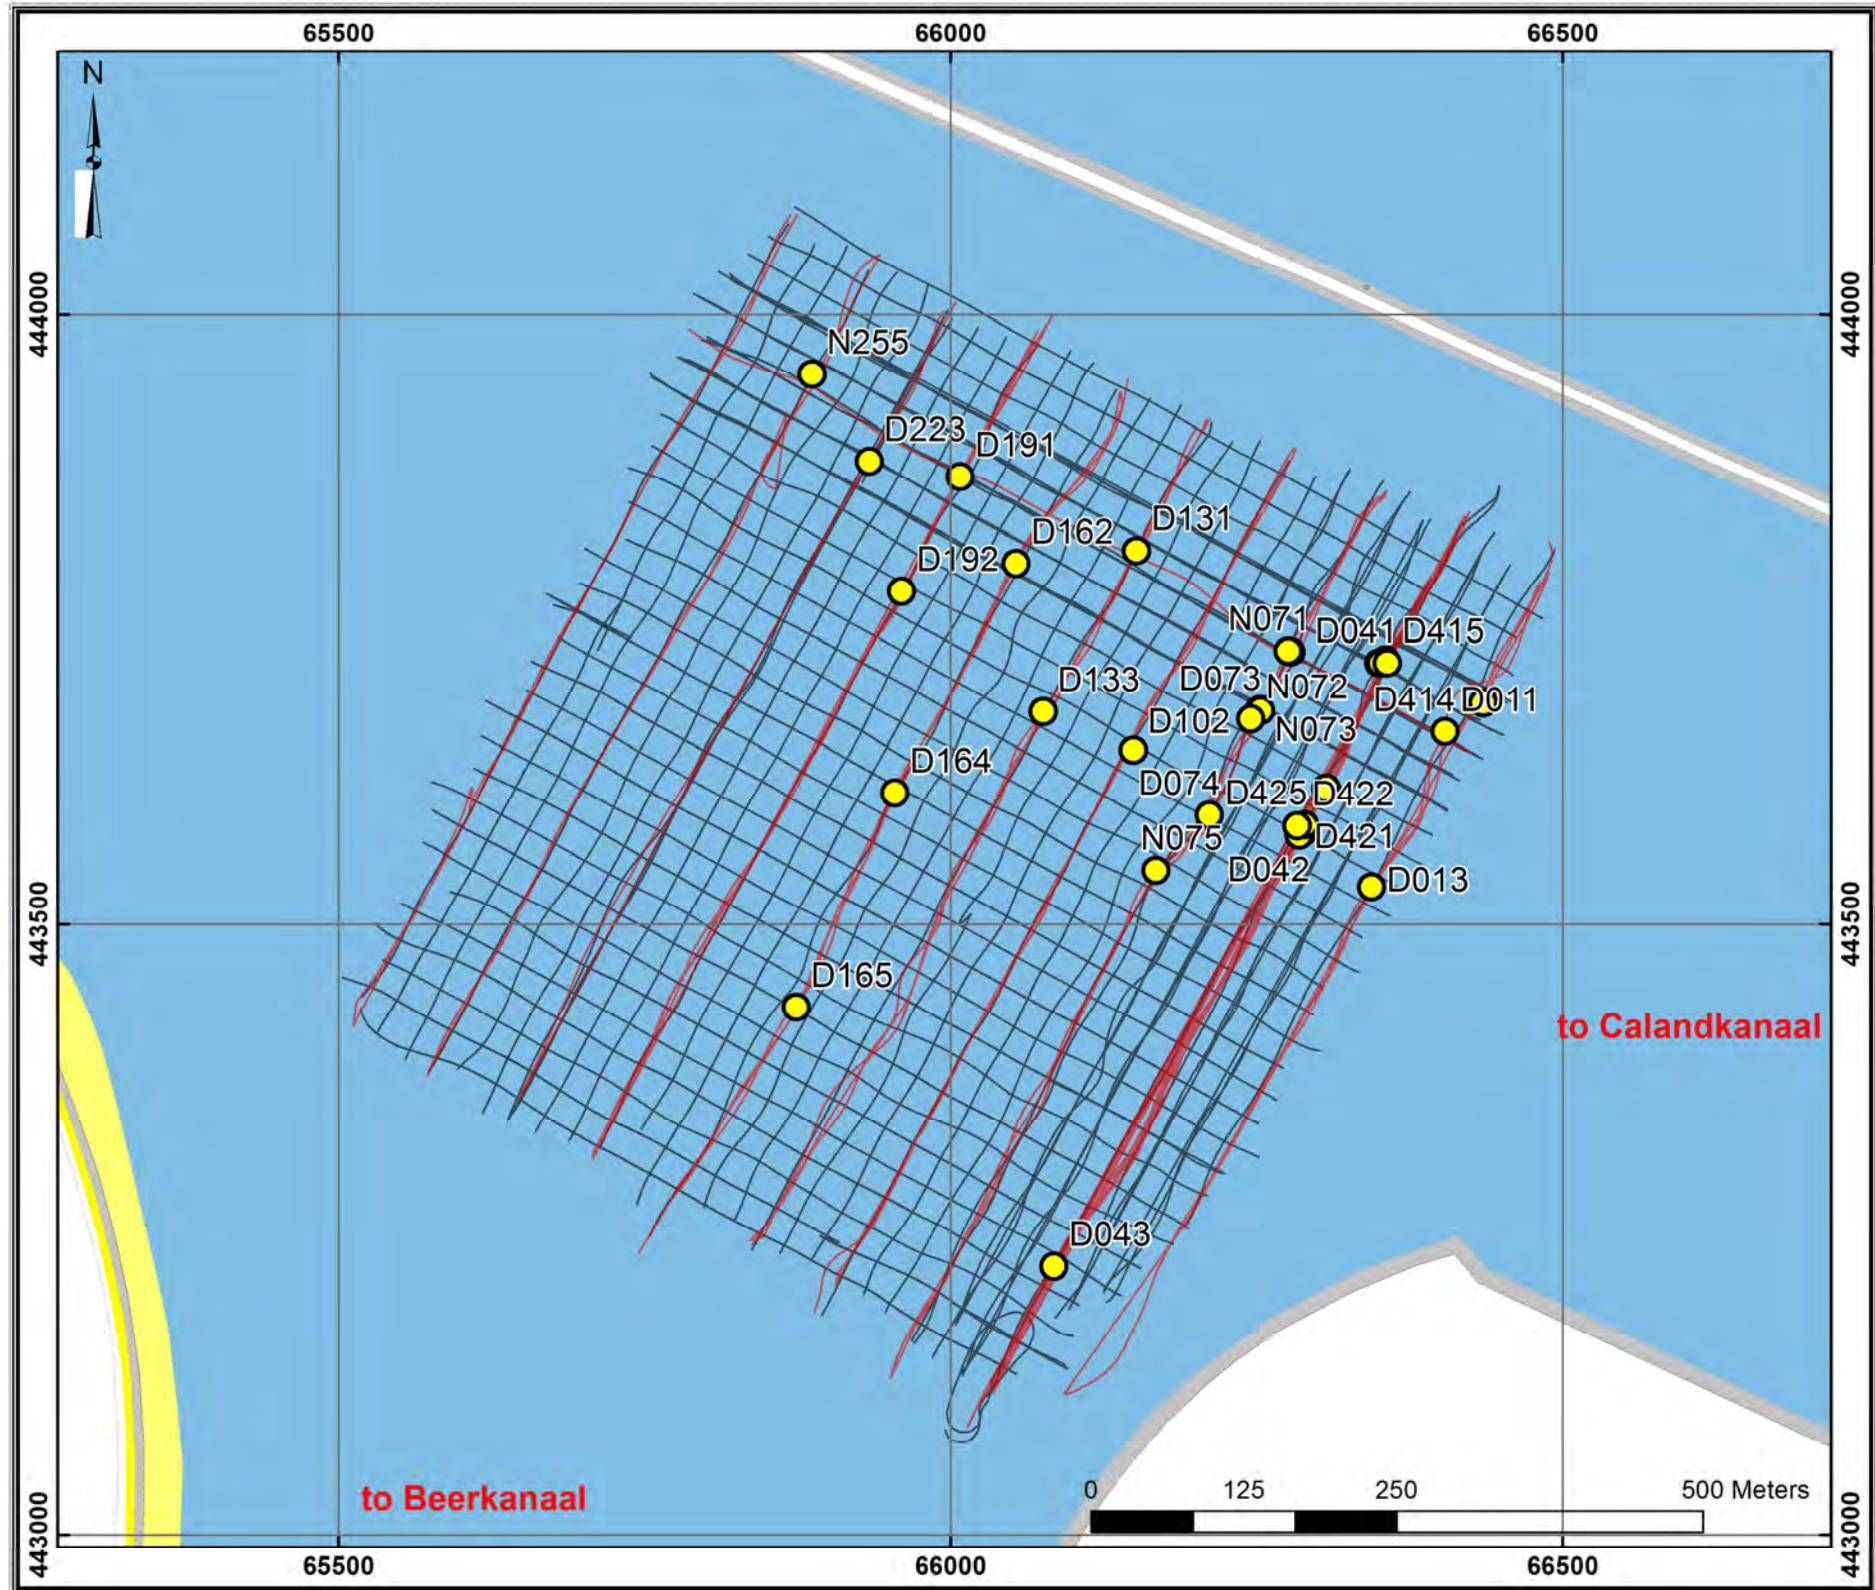 65500
66000
66500
N
444000
444000
N255
D223
D191
D131
D162
D192
N071
D041
D415
D133
D073
N072
D414
D011
D102
N073
D164
D074
D425
D422
N075
D421
D042
D013
443500
443500
D165
to Calandkanaal
D043
to Beerkanaal
0
125
250
500 Meters
443000
443000
65500
66000
66500